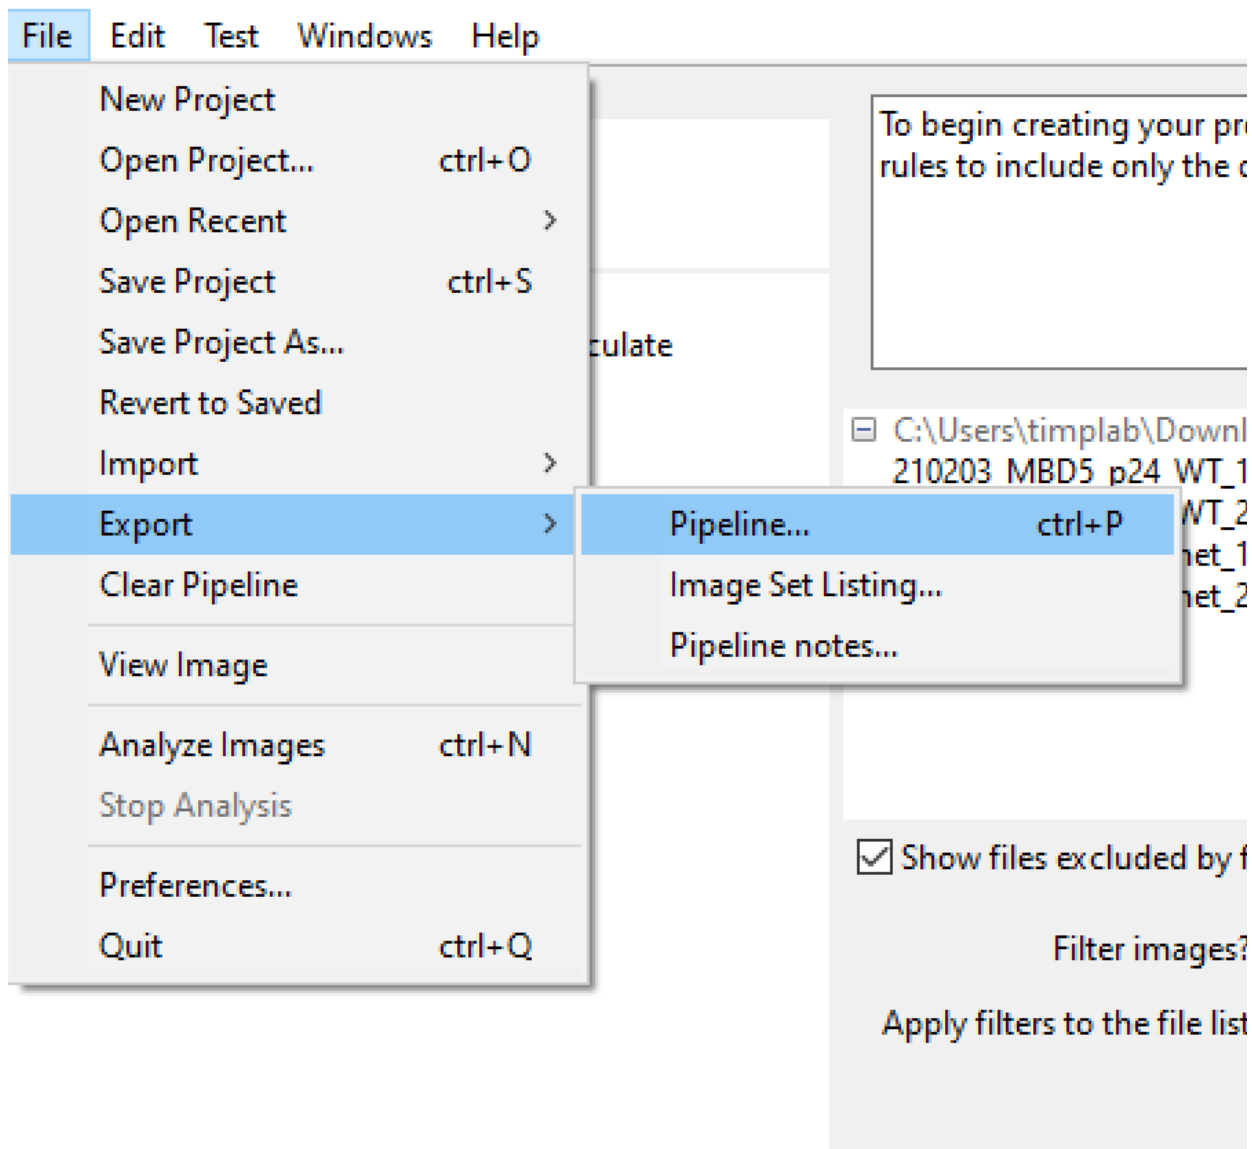 File Edit Test Windows Help
New Project
Open Project... ctrl+O
Open Recent
Save Project ctrl+S
Save Project As...
Revert to Saved
Import
Export
Clear Pipeline
View Image
Analyze Images ctrl+N
Stop Analysis
Preferences...
Quit ctrl+Q
Pipeline... ctrl+P
Image Set Listing...
Pipeline notes...
culate
To begin creating your pr
rules to include only the
C:\Users\timplab\Downl
210203_MBD5_p24_WT_1
WT_2
het_1
het_2
Show files excluded by f
Filter images?
Apply filters to the file list